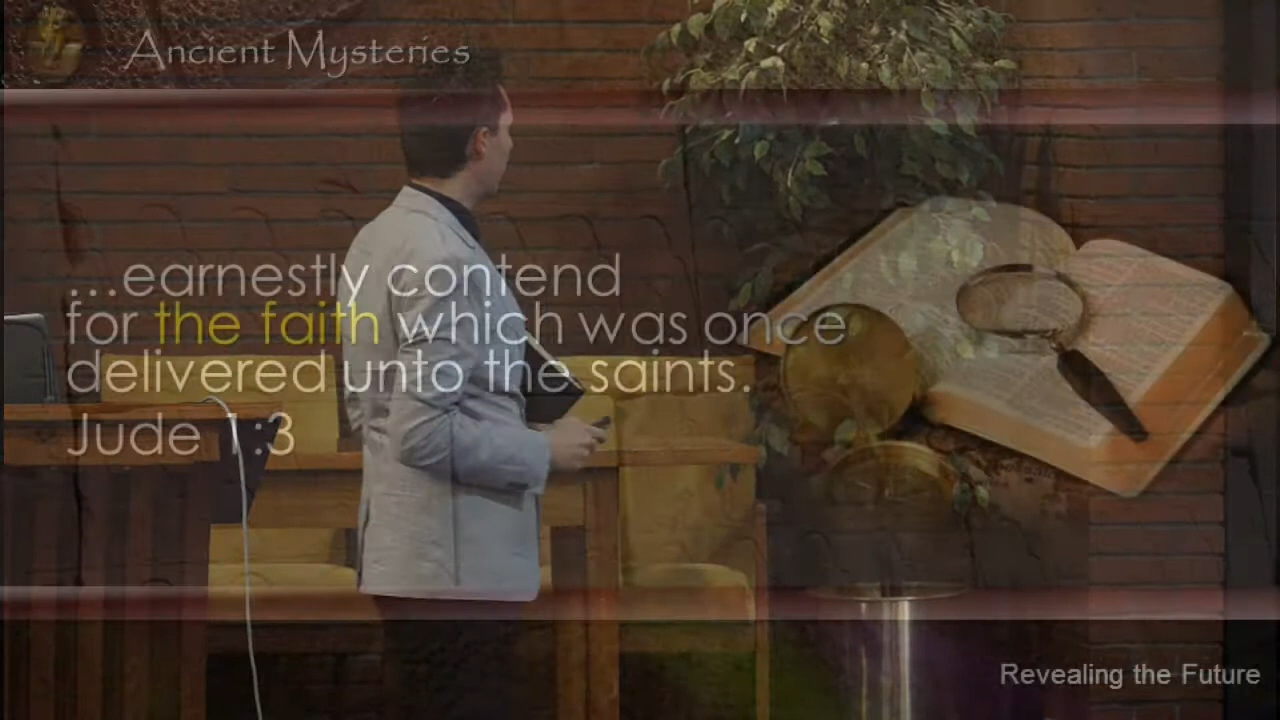 Ancient Mysteries
...earnestly contend
for the faith which was once
delivered unto the saints.
Jude 1:3
Revealing the Future